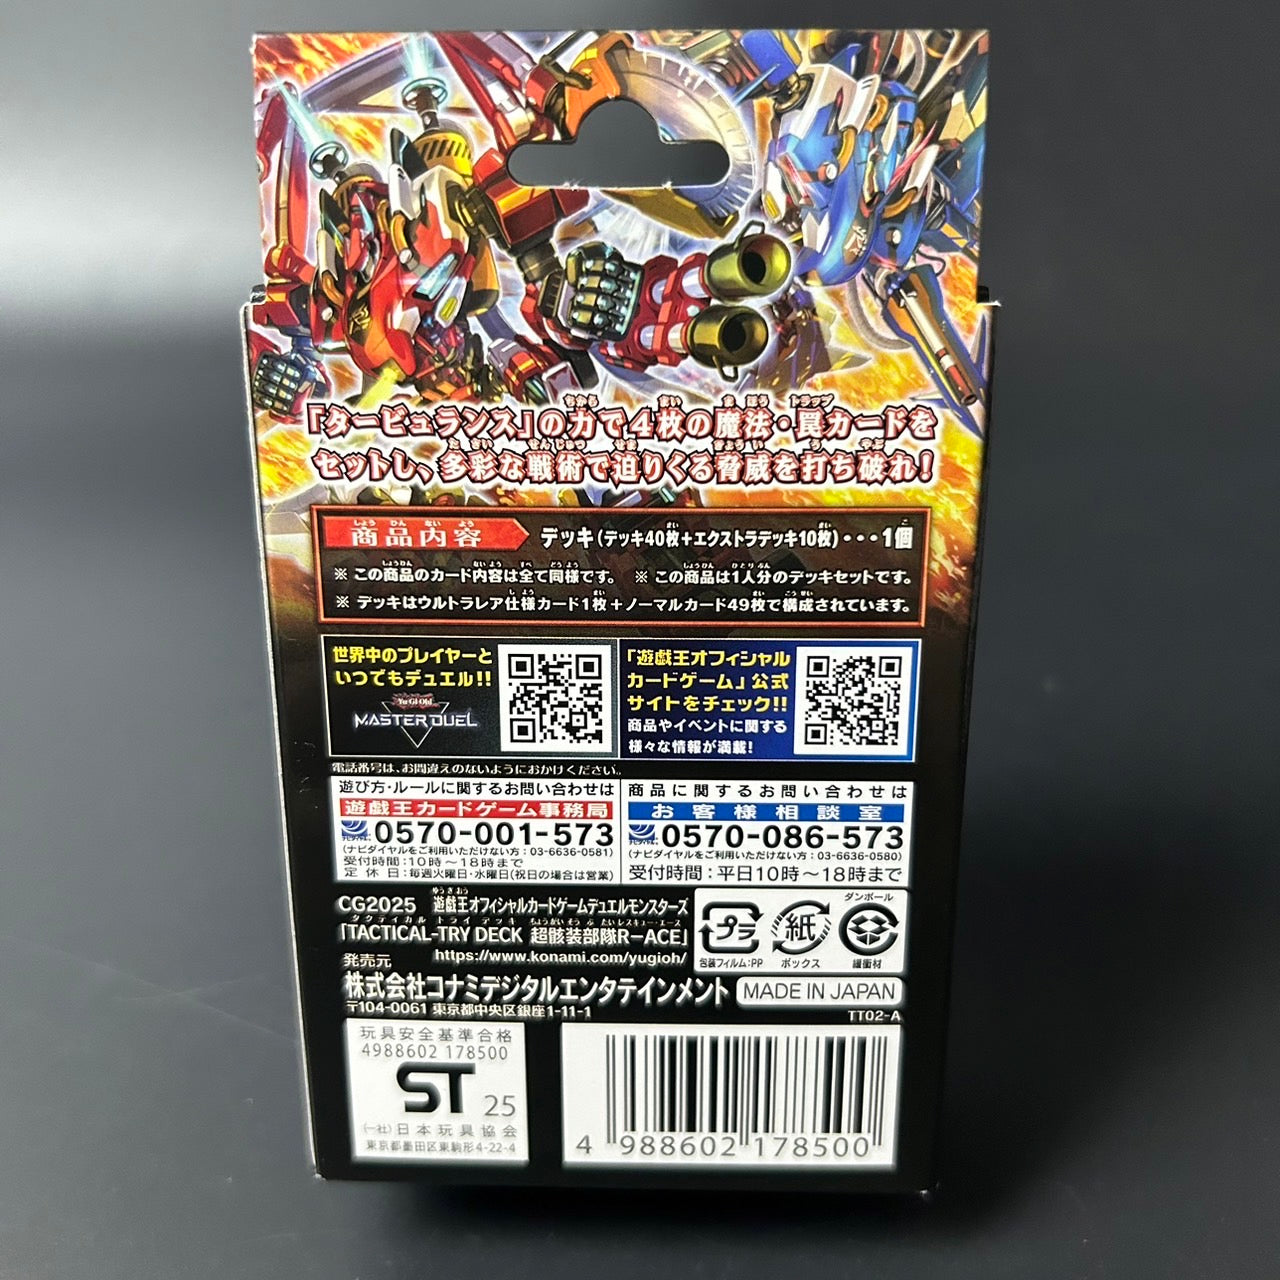 「タービュランス」の力で4枚の魔法・罠カードを
セットし、多彩な戦術で迫りくる脅威を打ち破れ!
商品内容 デッキ(デッキ40枚+エクストラデッキ10枚)・・・1個
※ この商品のカード内容は全て同様です。 ※ この商品は1人分のデッキセットです。
※ デッキはウルトラレア仕様カード1枚+ノーマルカード49枚で構成されています。
世界中のプレイヤーと
いつでもデュエル!!
Yu-Gi-Oh!
MASTER DUEL
「遊戯王オフィシャル
カードゲーム」公式
サイトをチェック!!
商品やイベントに関する
様々な情報が満載!
電話番号は、お間違えのないようにおかけください。
遊び方・ルールに関するお問い合わせは
遊戯王カードゲーム事務局
0570-001-573
(ナビダイヤルをご利用いただけない方:03-6636-0581)
受付時間:10時〜18時まで
定休日:毎週火曜日・水曜日(祝日の場合は営業)
商品に関するお問い合わせは
お客様相談室
0570-086-573
(ナビダイヤルをご利用いただけない方:03-6636-0580)
受付時間:平日10時〜18時まで
CG2025 遊戯王オフィシャルカードゲームデュエルモンスターズ
「TACTICAL-TRY DECK 超骸装部隊R-ACE」
https://www.konami.com/yugioh/
発売元
株式会社コナミデジタルエンタテインメント
〒104-0061 東京都中央区銀座1-11-1
プラ
包装フィルム:PP
紙
ボックス
ダンボール
緩衝材
MADE IN JAPAN
TT02-A
玩具安全基準合格
4988602 178500
ST 25
(一社)日本玩具協会
東京都墨田区東駒形4-22-4
4 988602 178500